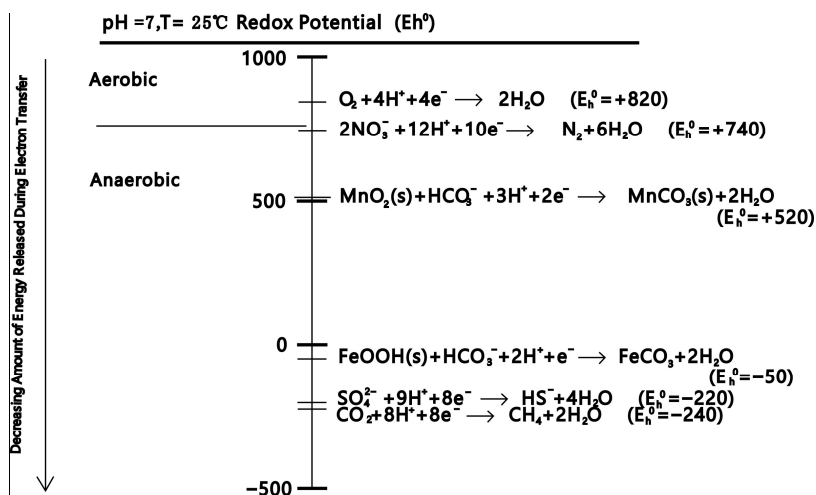 pH =7,T= 25℃ Redox Potential (Eh⁰)
1000
Aerobic
O₂+4H⁺+4e⁻ → 2H₂O (Eₕ⁰=+820)
2NO₃⁻+12H⁺+10e⁻ → N₂+6H₂O (Eₕ⁰=+740)
Anaerobic
500
MnO₂(s)+HCO₃⁻+3H⁺+2e⁻ → MnCO₃(s)+2H₂O
(Eₕ⁰=+520)
0
FeOOH(s)+HCO₃⁻+2H⁺+e⁻ → FeCO₃+2H₂O
(Eₕ⁰=−50)
SO₄²⁻+9H⁺+8e⁻ → HS⁻+4H₂O (Eₕ⁰=−220)
CO₂+8H⁺+8e⁻ → CH₄+2H₂O (Eₕ⁰=−240)
−500
Decreasing Amount of Energy Released During Electron Transfer